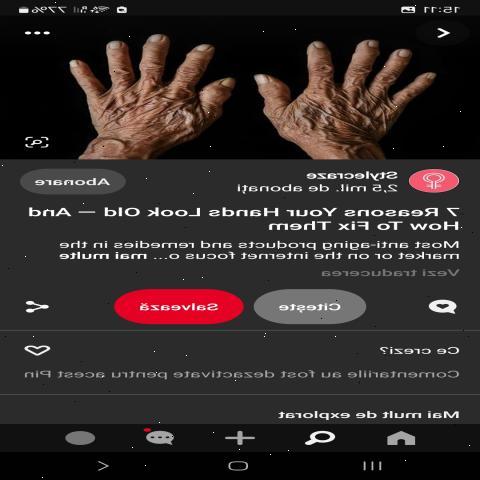 15:11 77%
Stylecraze
2,5 mil. de abonați
Abonare
7 Reasons Your Hands Look Old — And
How To Fix Them
Most anti-aging products and remedies in the
market or on the internet focus o... mai multe
Vezi traducerea
Citește Salvează
Ce crezi?
Comentariile au fost dezactivate pentru acest Pin
Mai mult de explorat